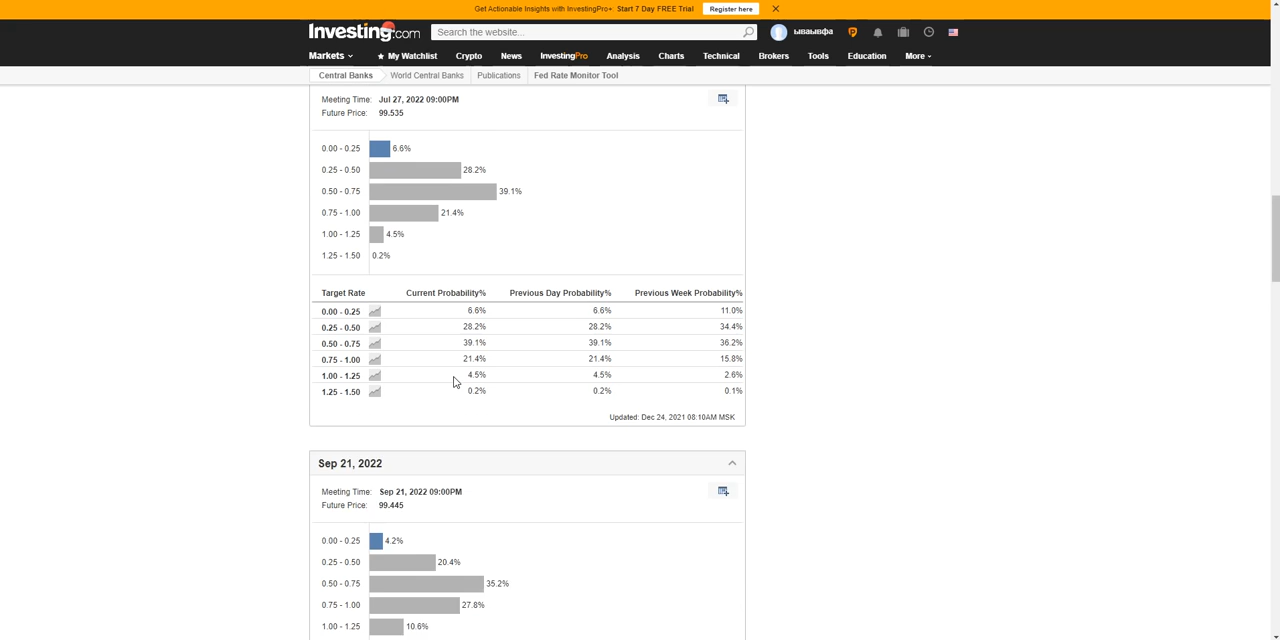 Get Actionable Insights with InvestingPro+: Start 7 Day FREE Trial Register here
Investing.com Search the website... ываывфа
Markets My Watchlist Crypto News InvestingPro Analysis Charts Technical Brokers Tools Education More
Central Banks World Central Banks Publications Fed Rate Monitor Tool
Meeting Time: Jul 27, 2022 09:00PM
Future Price: 99.535
0.00 - 0.25 6.6%
0.25 - 0.50 28.2%
0.50 - 0.75 39.1%
0.75 - 1.00 21.4%
1.00 - 1.25 4.5%
1.25 - 1.50 0.2%
Target Rate Current Probability% Previous Day Probability% Previous Week Probability%
0.00 - 0.25 6.6% 6.6% 11.0%
0.25 - 0.50 28.2% 28.2% 34.4%
0.50 - 0.75 39.1% 39.1% 36.2%
0.75 - 1.00 21.4% 21.4% 15.8%
1.00 - 1.25 4.5% 4.5% 2.6%
1.25 - 1.50 0.2% 0.2% 0.1%
Updated: Dec 24, 2021 08:10AM MSK
Sep 21, 2022
Meeting Time: Sep 21, 2022 09:00PM
Future Price: 99.445
0.00 - 0.25 4.2%
0.25 - 0.50 20.4%
0.50 - 0.75 35.2%
0.75 - 1.00 27.8%
1.00 - 1.25 10.6%